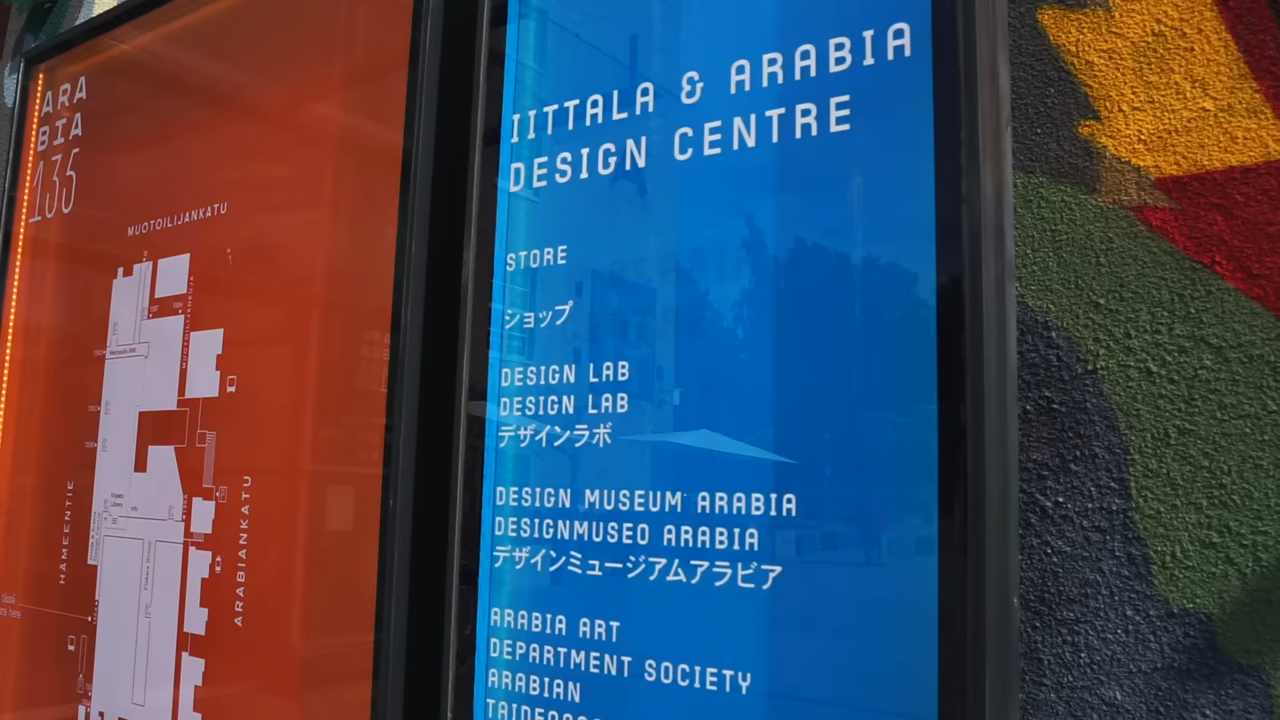 ARA
BIA
135
MUOTOILIJANKATU
MUOTOILIJANKUJA
HÄMEENTIE
ARABIANKATU
IITTALA & ARABIA
DESIGN CENTRE
STORE
ショップ
DESIGN LAB
DESIGN LAB
デザインラボ
DESIGN MUSEUM ARABIA
DESIGNMUSEO ARABIA
デザインミュージアムアラビア
ARABIA ART
DEPARTMENT SOCIETY
ARABIAN